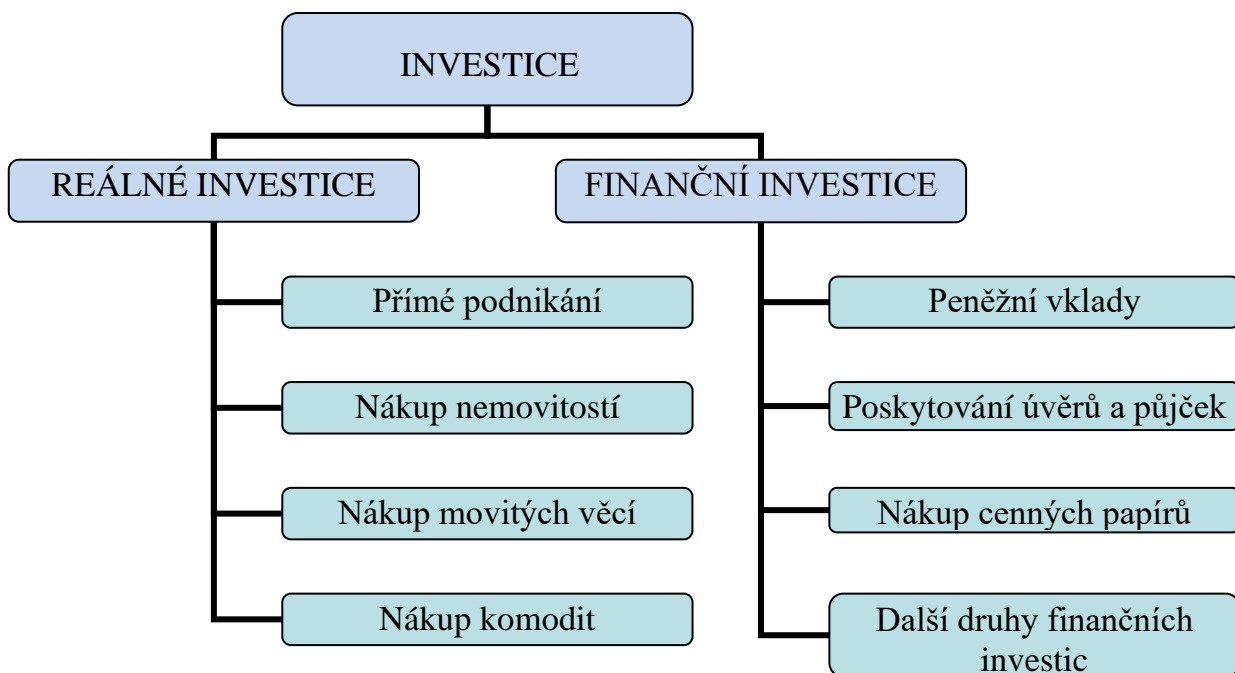 INVESTICE
REÁLNÉ INVESTICE
FINANČNÍ INVESTICE
Přímé podnikání
Nákup nemovitostí
Nákup movitých věcí
Nákup komodit
Peněžní vklady
Poskytování úvěrů a půjček
Nákup cenných papírů
Další druhy finančních
investic